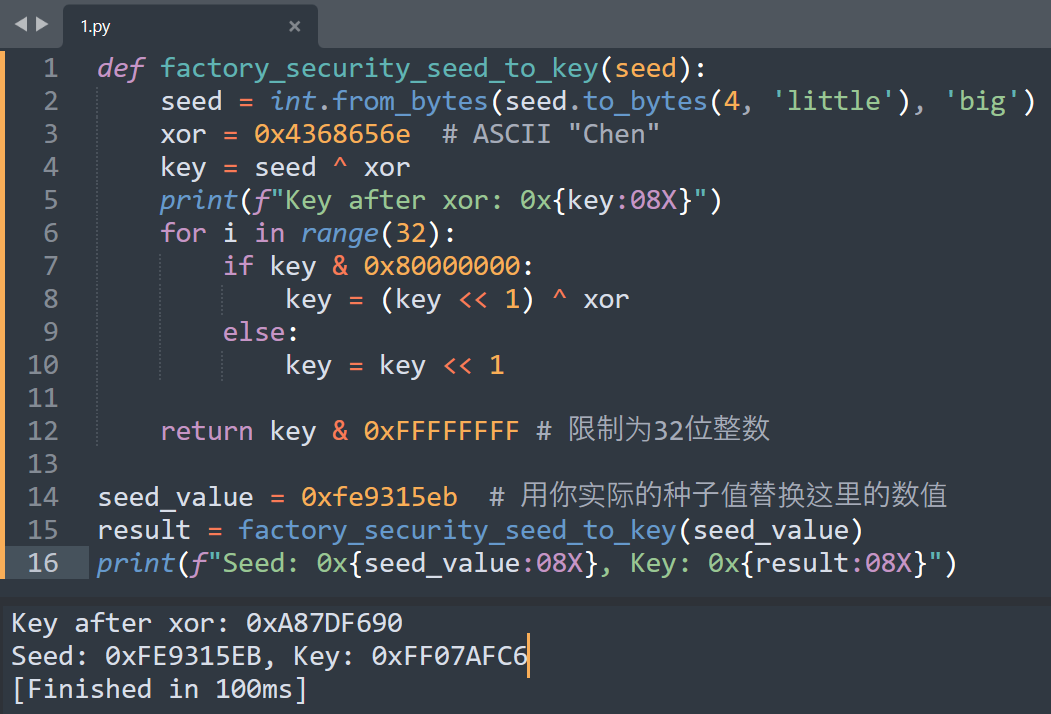 1.py
1 def factory_security_seed_to_key(seed):
2     seed = int.from_bytes(seed.to_bytes(4, 'little'), 'big')
3     xor = 0x4368656e  # ASCII "Chen"
4     key = seed ^ xor
5     print(f"Key after xor: 0x{key:08X}")
6     for i in range(32):
7         if key & 0x80000000:
8             key = (key << 1) ^ xor
9         else:
10             key = key << 1
11
12     return key & 0xFFFFFFFF # 限制为32位整数
13
14 seed_value = 0xfe9315eb  # 用你实际的种子值替换这里的数值
15 result = factory_security_seed_to_key(seed_value)
16 print(f"Seed: 0x{seed_value:08X}, Key: 0x{result:08X}")
Key after xor: 0xA87DF690
Seed: 0xFE9315EB, Key: 0xFF07AFC6
[Finished in 100ms]